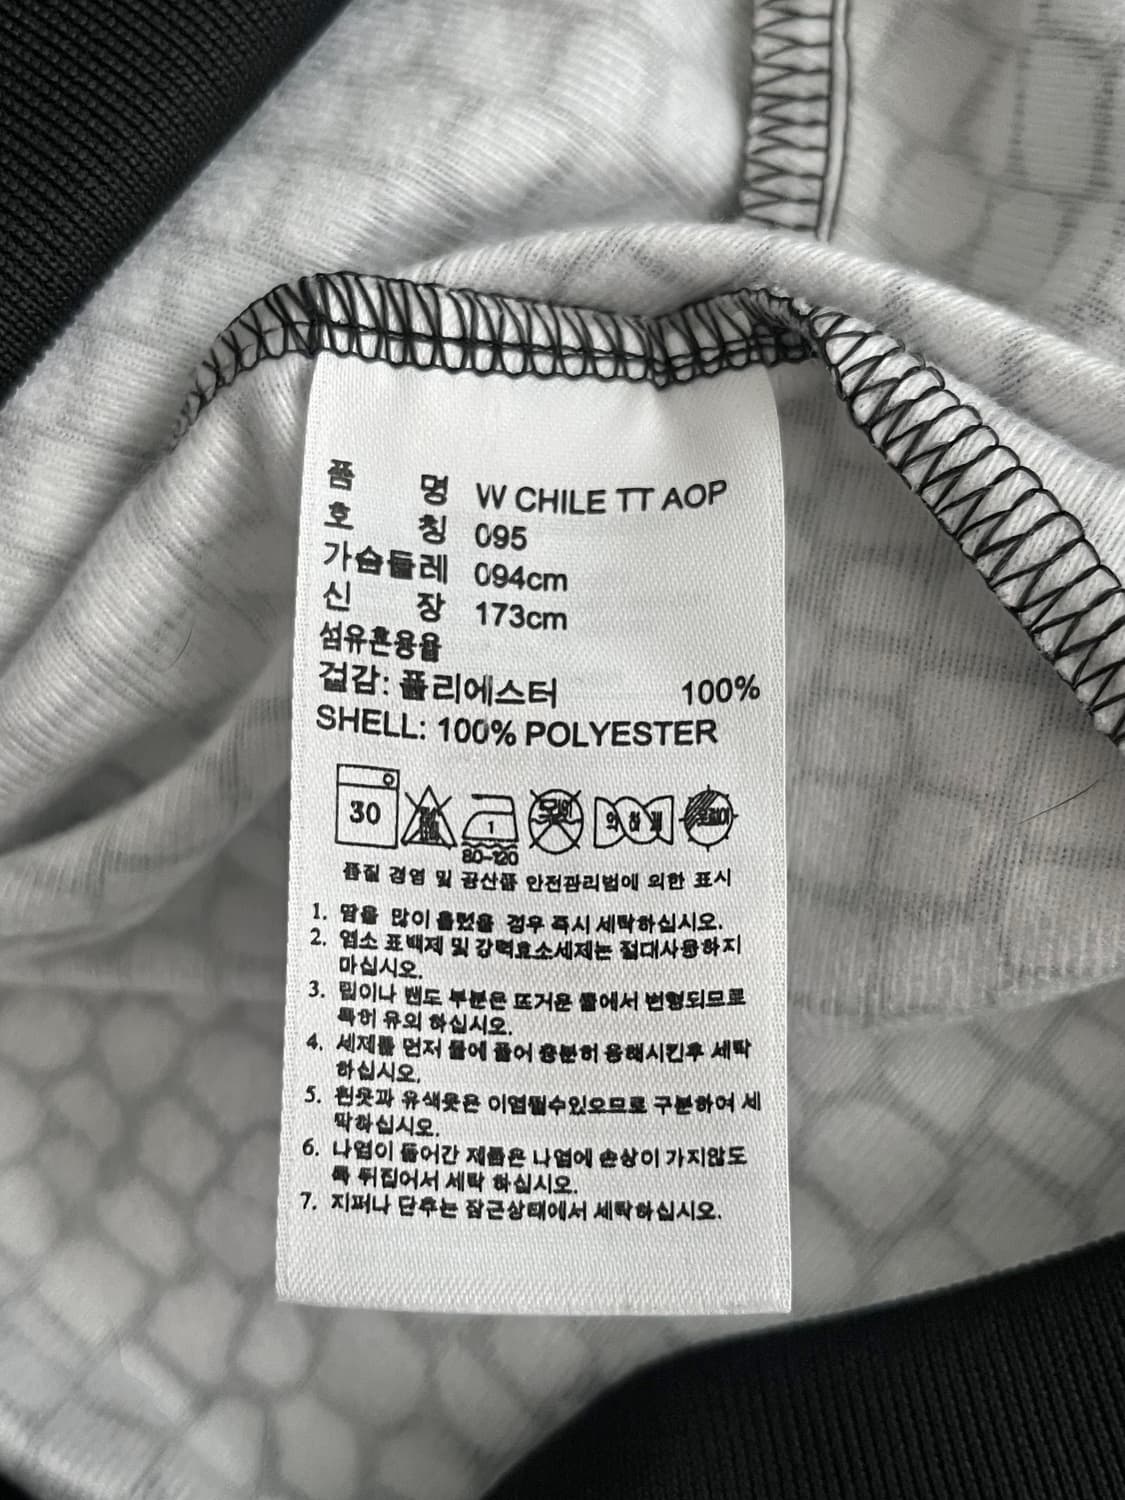 품 명 W CHILE TT AOP
호 칭 095
가슴둘레 094cm
신 장 173cm
섬유혼용율
겉감: 폴리에스터 100%
SHELL: 100% POLYESTER
30
1
80~120
품질 경영 및 공산품 안전관리법에 의한 표시
1. 땀을 많이 흘렸을 경우 즉시 세탁하십시오.
2. 염소 표백제 및 강력효소세제는 절대사용하지
마십시오.
3. 립이나 밴드 부분은 뜨거운 물에서 변형되므로
특히 유의 하십시오.
4. 세제를 먼저 물에 풀어 충분히 용해시킨후 세탁
하십시오.
5. 흰옷과 유색옷은 이염될수있으므로 구분하여 세
탁하십시오.
6. 나염이 들어간 제품은 나염에 손상이 가지않도
록 뒤집어서 세탁 하십시오.
7. 지퍼나 단추는 잠근상태에서 세탁하십시오.